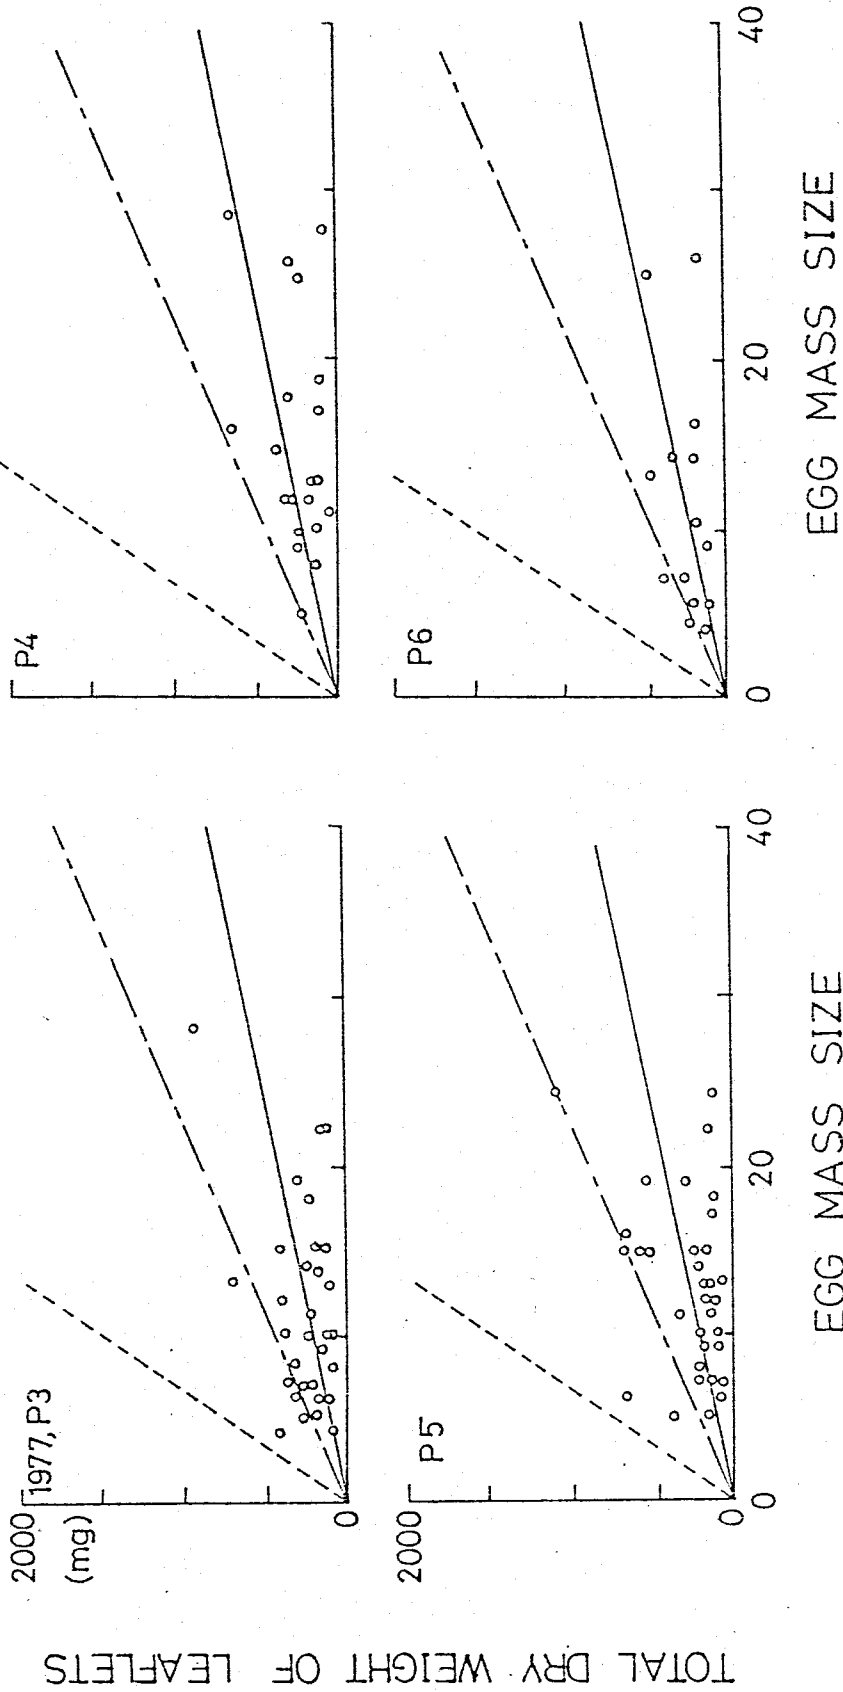 TOTAL DRY WEIGHT OF LEAFLETS
2000
(mg)
0
1977, P3
P4
2000
0
P5
P6
0
20
40
0
20
40
EGG MASS SIZE
EGG MASS SIZE